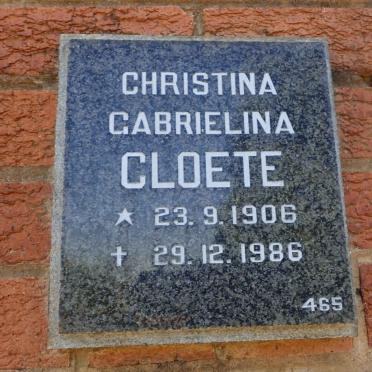 CHRISTINA
GABRIELINA
CLOETE
★ 23.9.1906
✝ 29.12.1986
465